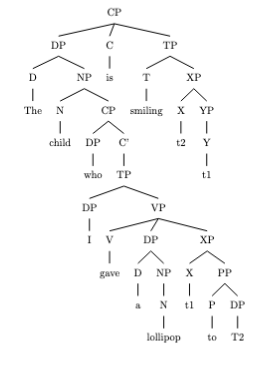 CP
DP C TP
D NP is T XP
The N CP smiling X YP
child DP C' t2 Y
who TP t1
DP VP
I V DP XP
gave D NP X PP
a N t1 P DP
lollipop to T2